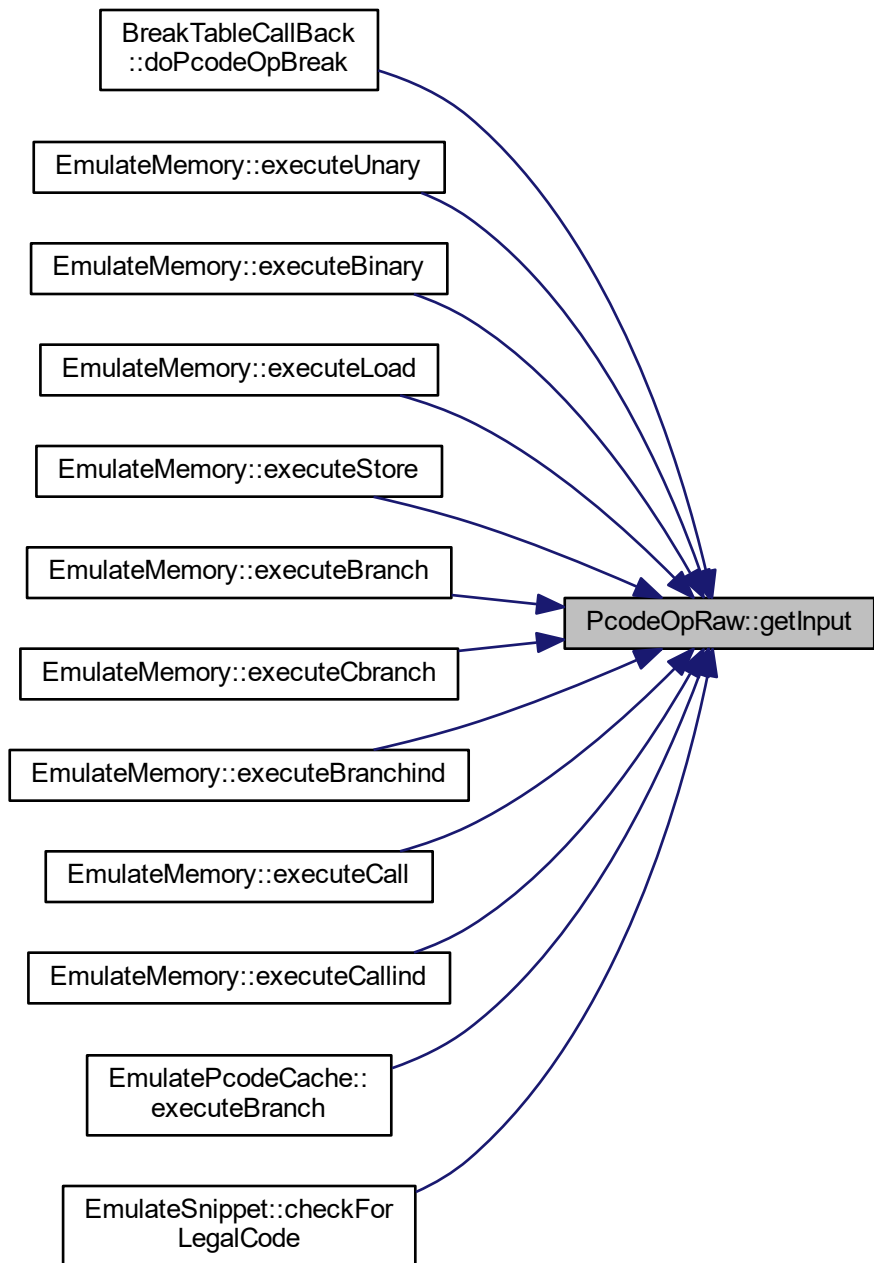 BreakTableCallBack
::doPcodeOpBreak
EmulateMemory::executeUnary
EmulateMemory::executeBinary
EmulateMemory::executeLoad
EmulateMemory::executeStore
EmulateMemory::executeBranch
PcodeOpRaw::getInput
EmulateMemory::executeCbranch
EmulateMemory::executeBranchind
EmulateMemory::executeCall
EmulateMemory::executeCallind
EmulatePcodeCache::
executeBranch
EmulateSnippet::checkFor
LegalCode